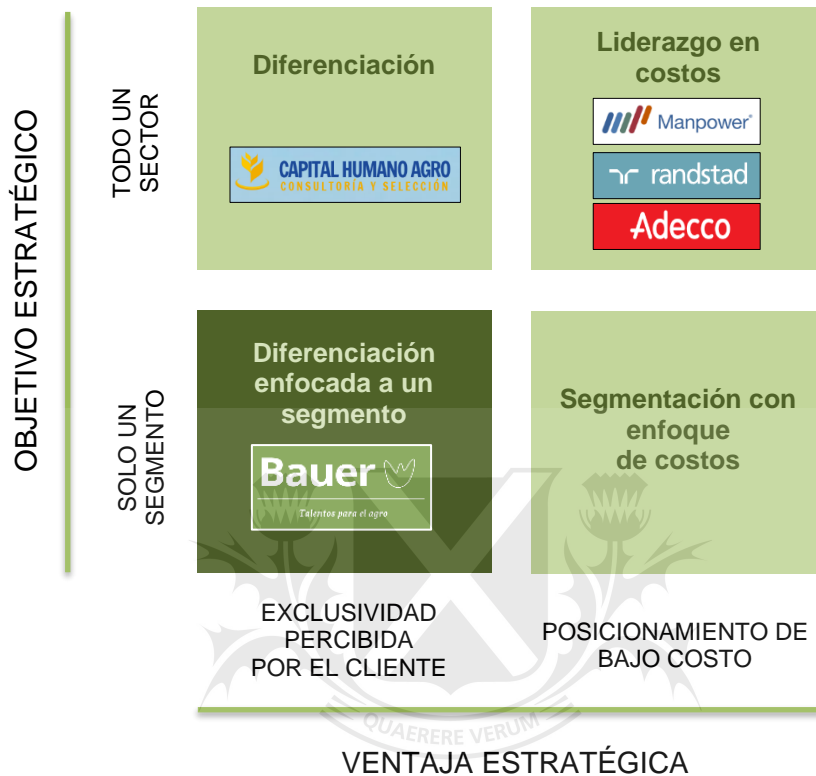 OBJETIVO ESTRATÉGICO
TODO UN
SECTOR
Diferenciación
CAPITAL HUMANO AGRO
CONSULTORÍA Y SELECCIÓN
Liderazgo en
costos
Manpower®
randstad
Adecco
SOLO UN
SEGMENTO
Diferenciación
enfocada a un
segmento
Bauer
Talentos para el agro
Segmentación con
enfoque
de costos
EXCLUSIVIDAD
PERCIBIDA
POR EL CLIENTE
POSICIONAMIENTO DE
BAJO COSTO
QUAERERE VERUM
VENTAJA ESTRATÉGICA